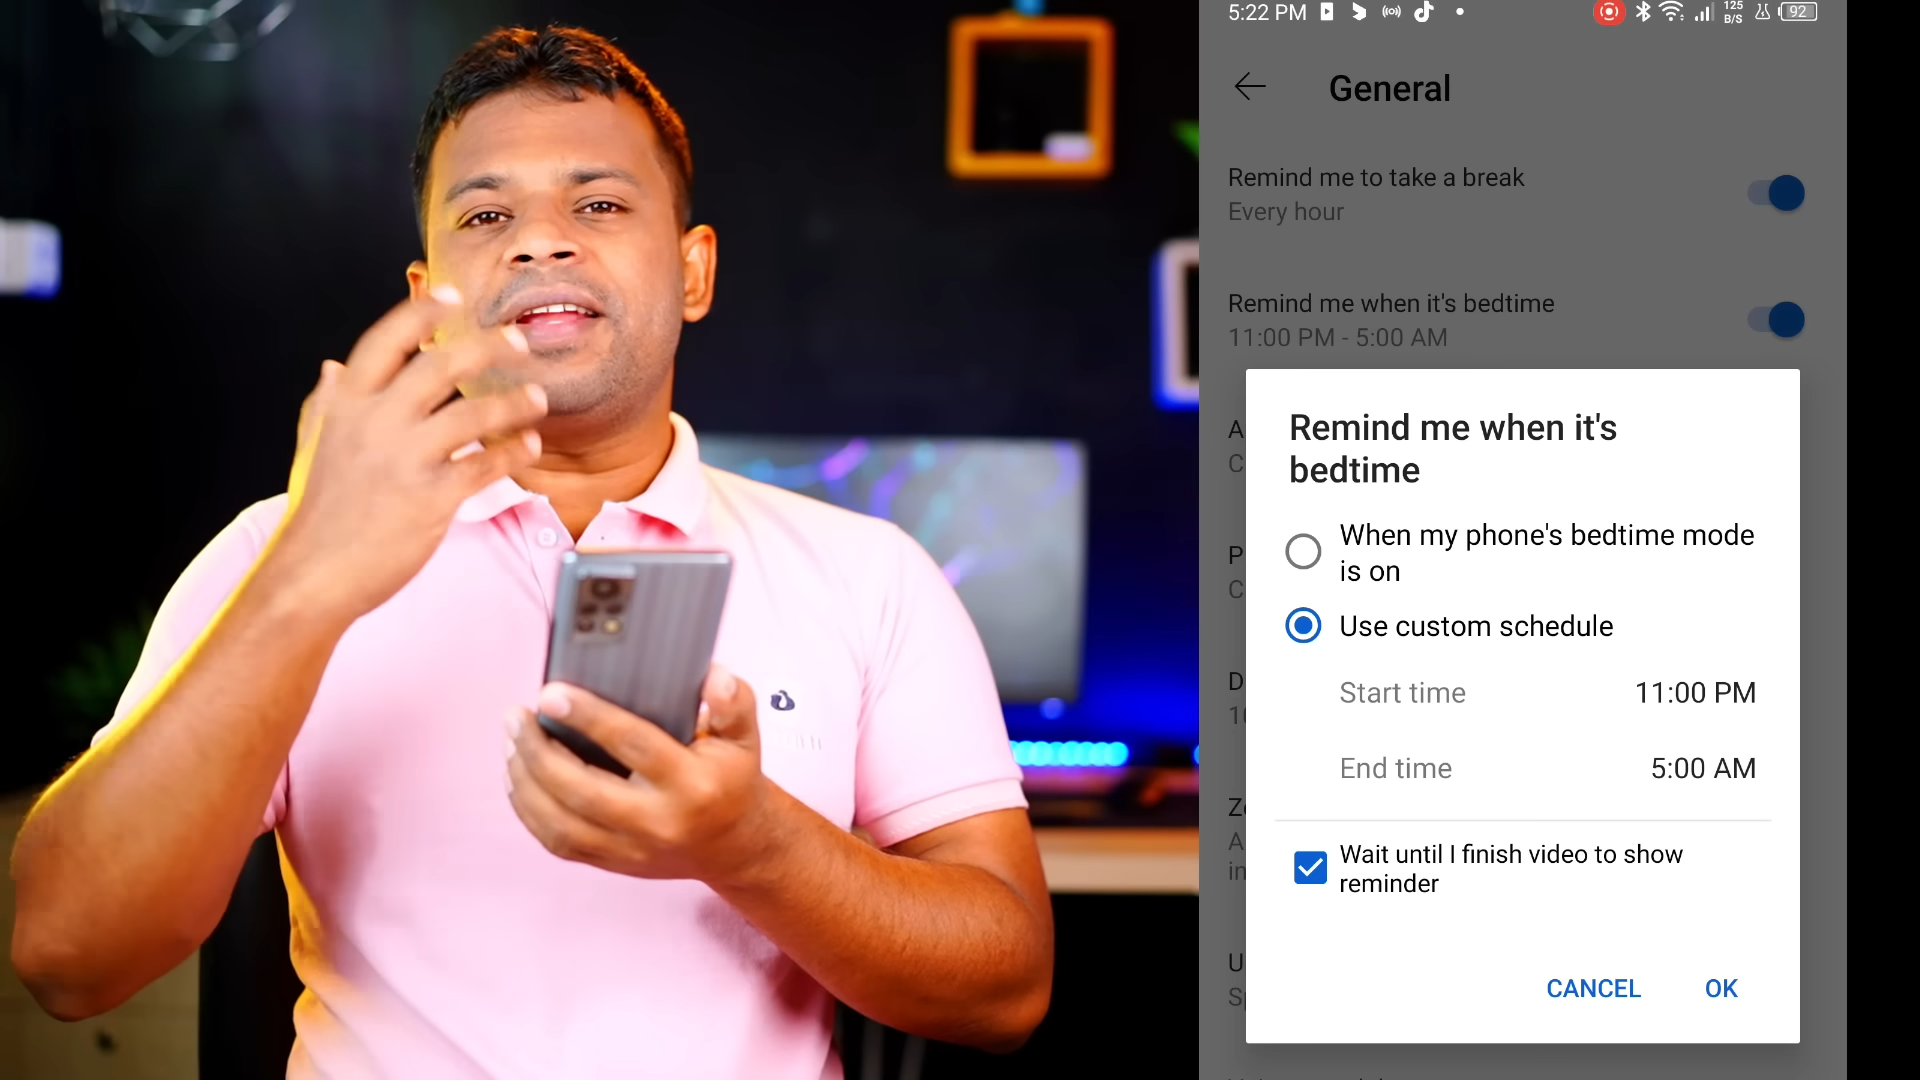 5:22 PM
125
B/S
92
General
Remind me to take a break
Every hour
Remind me when it's bedtime
11:00 PM - 5:00 AM
Remind me when it's
bedtime
When my phone's bedtime mode
is on
Use custom schedule
Start time 11:00 PM
End time 5:00 AM
Wait until I finish video to show
reminder
CANCEL OK